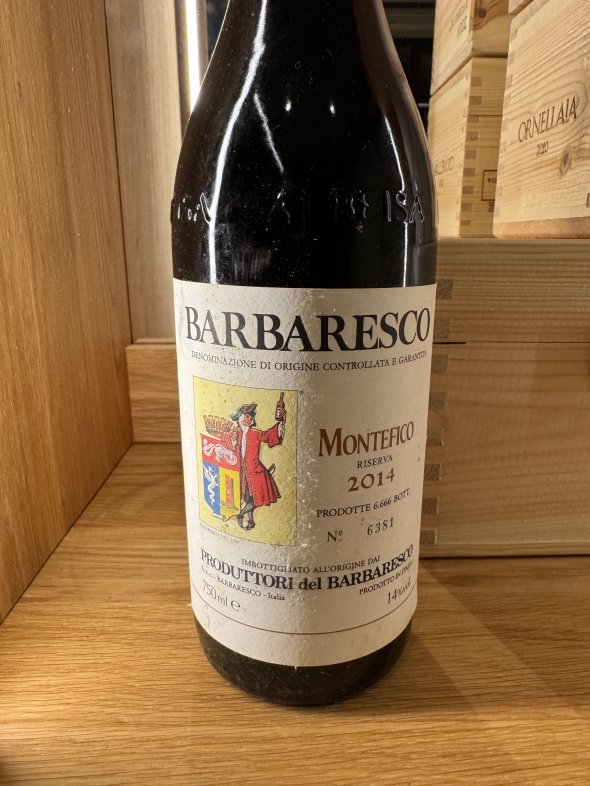 ORNELLAIA
BARBARESCO
DENOMINAZIONE DI ORIGINE CONTROLLATA E GARANTITA
MONTEFICO
RISERVA
2014
PRODOTTE 6.666 BOTT.
Nº 6381
IMBOTTIGLIATO ALL'ORIGINE DAI
PRODUTTORI del BARBARESCO
BARBARESCO - Italia
PRODOTTO IN ITALIA
750 ml e
14% vol.